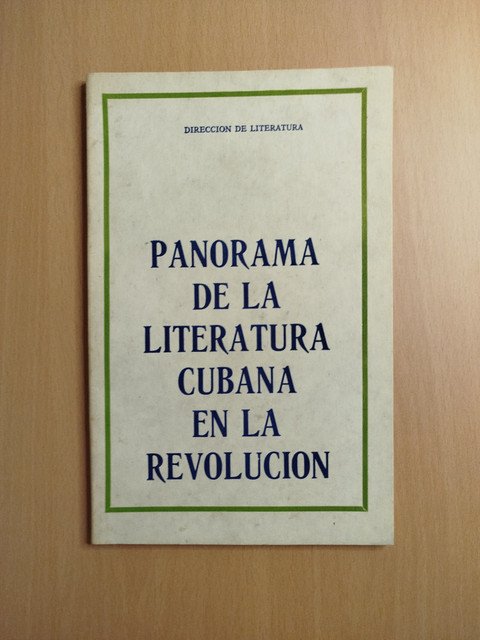 DIRECCION DE LITERATURA
PANORAMA
DE LA
LITERATURA
CUBANA
EN LA
REVOLUCION